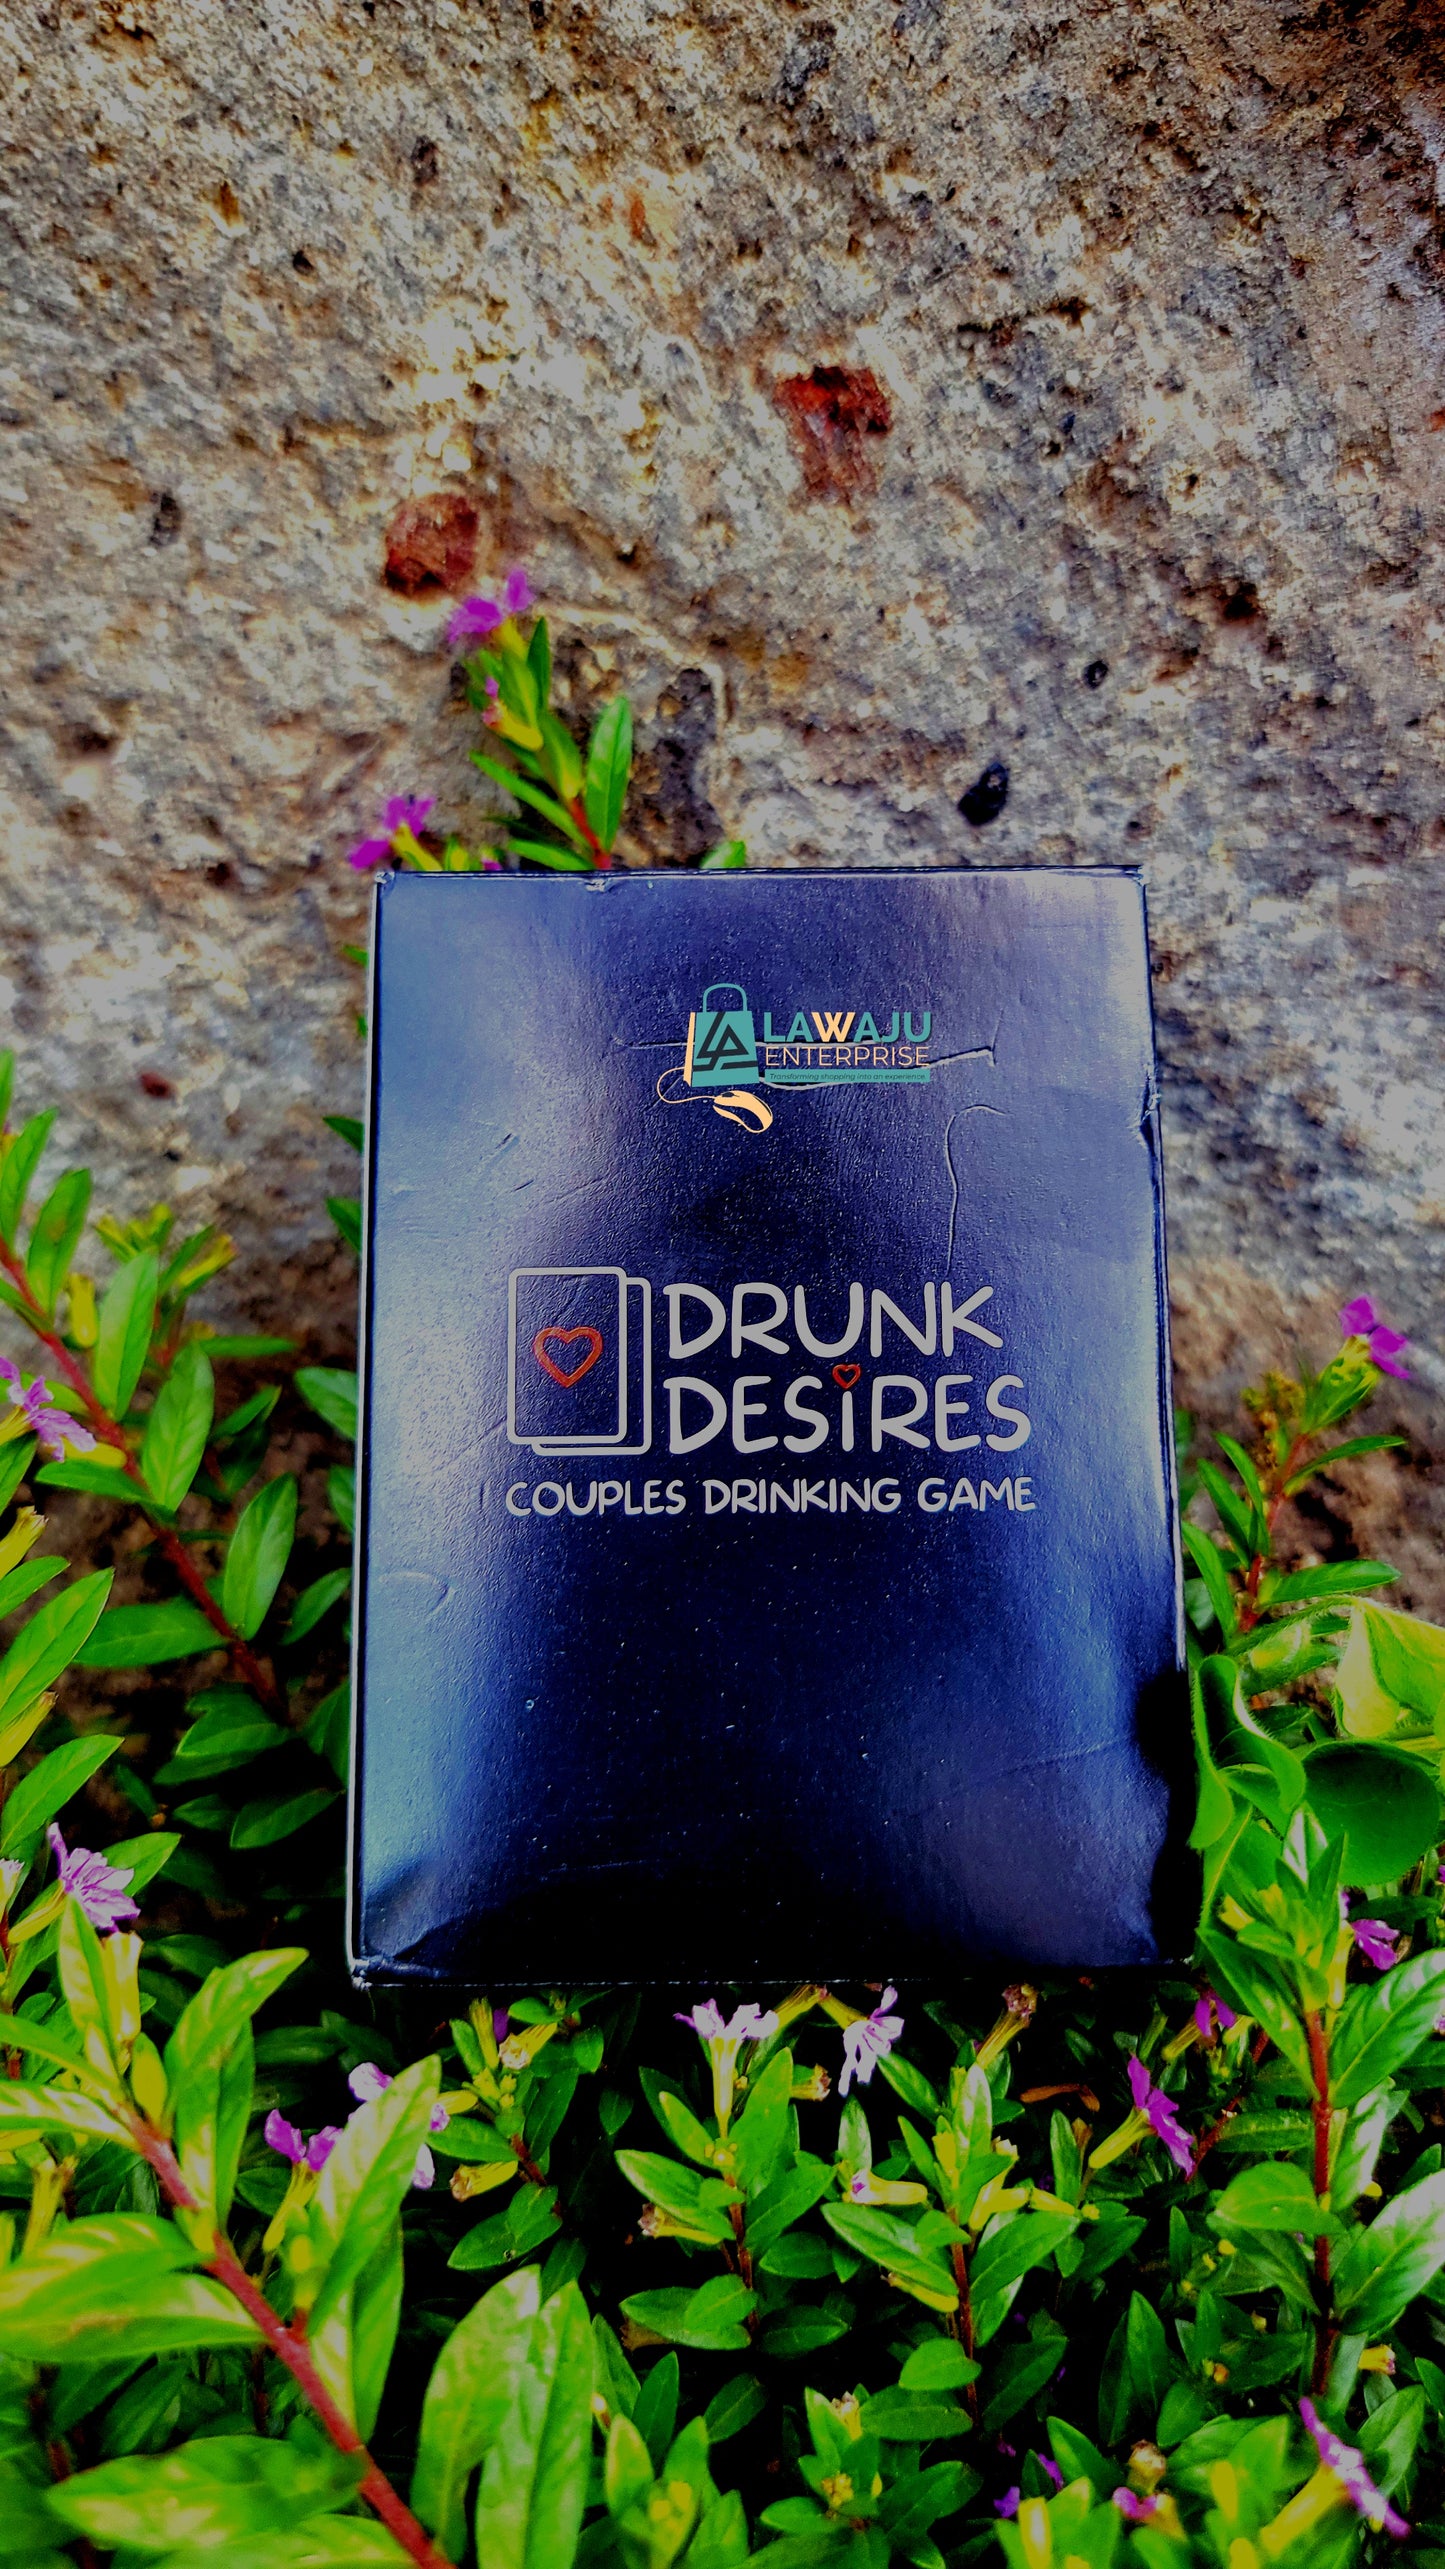 LAWAJU
ENTERPRISE
Transforming shopping into an experience.
DRUNK
DESIRES
COUPLES DRINKING GAME